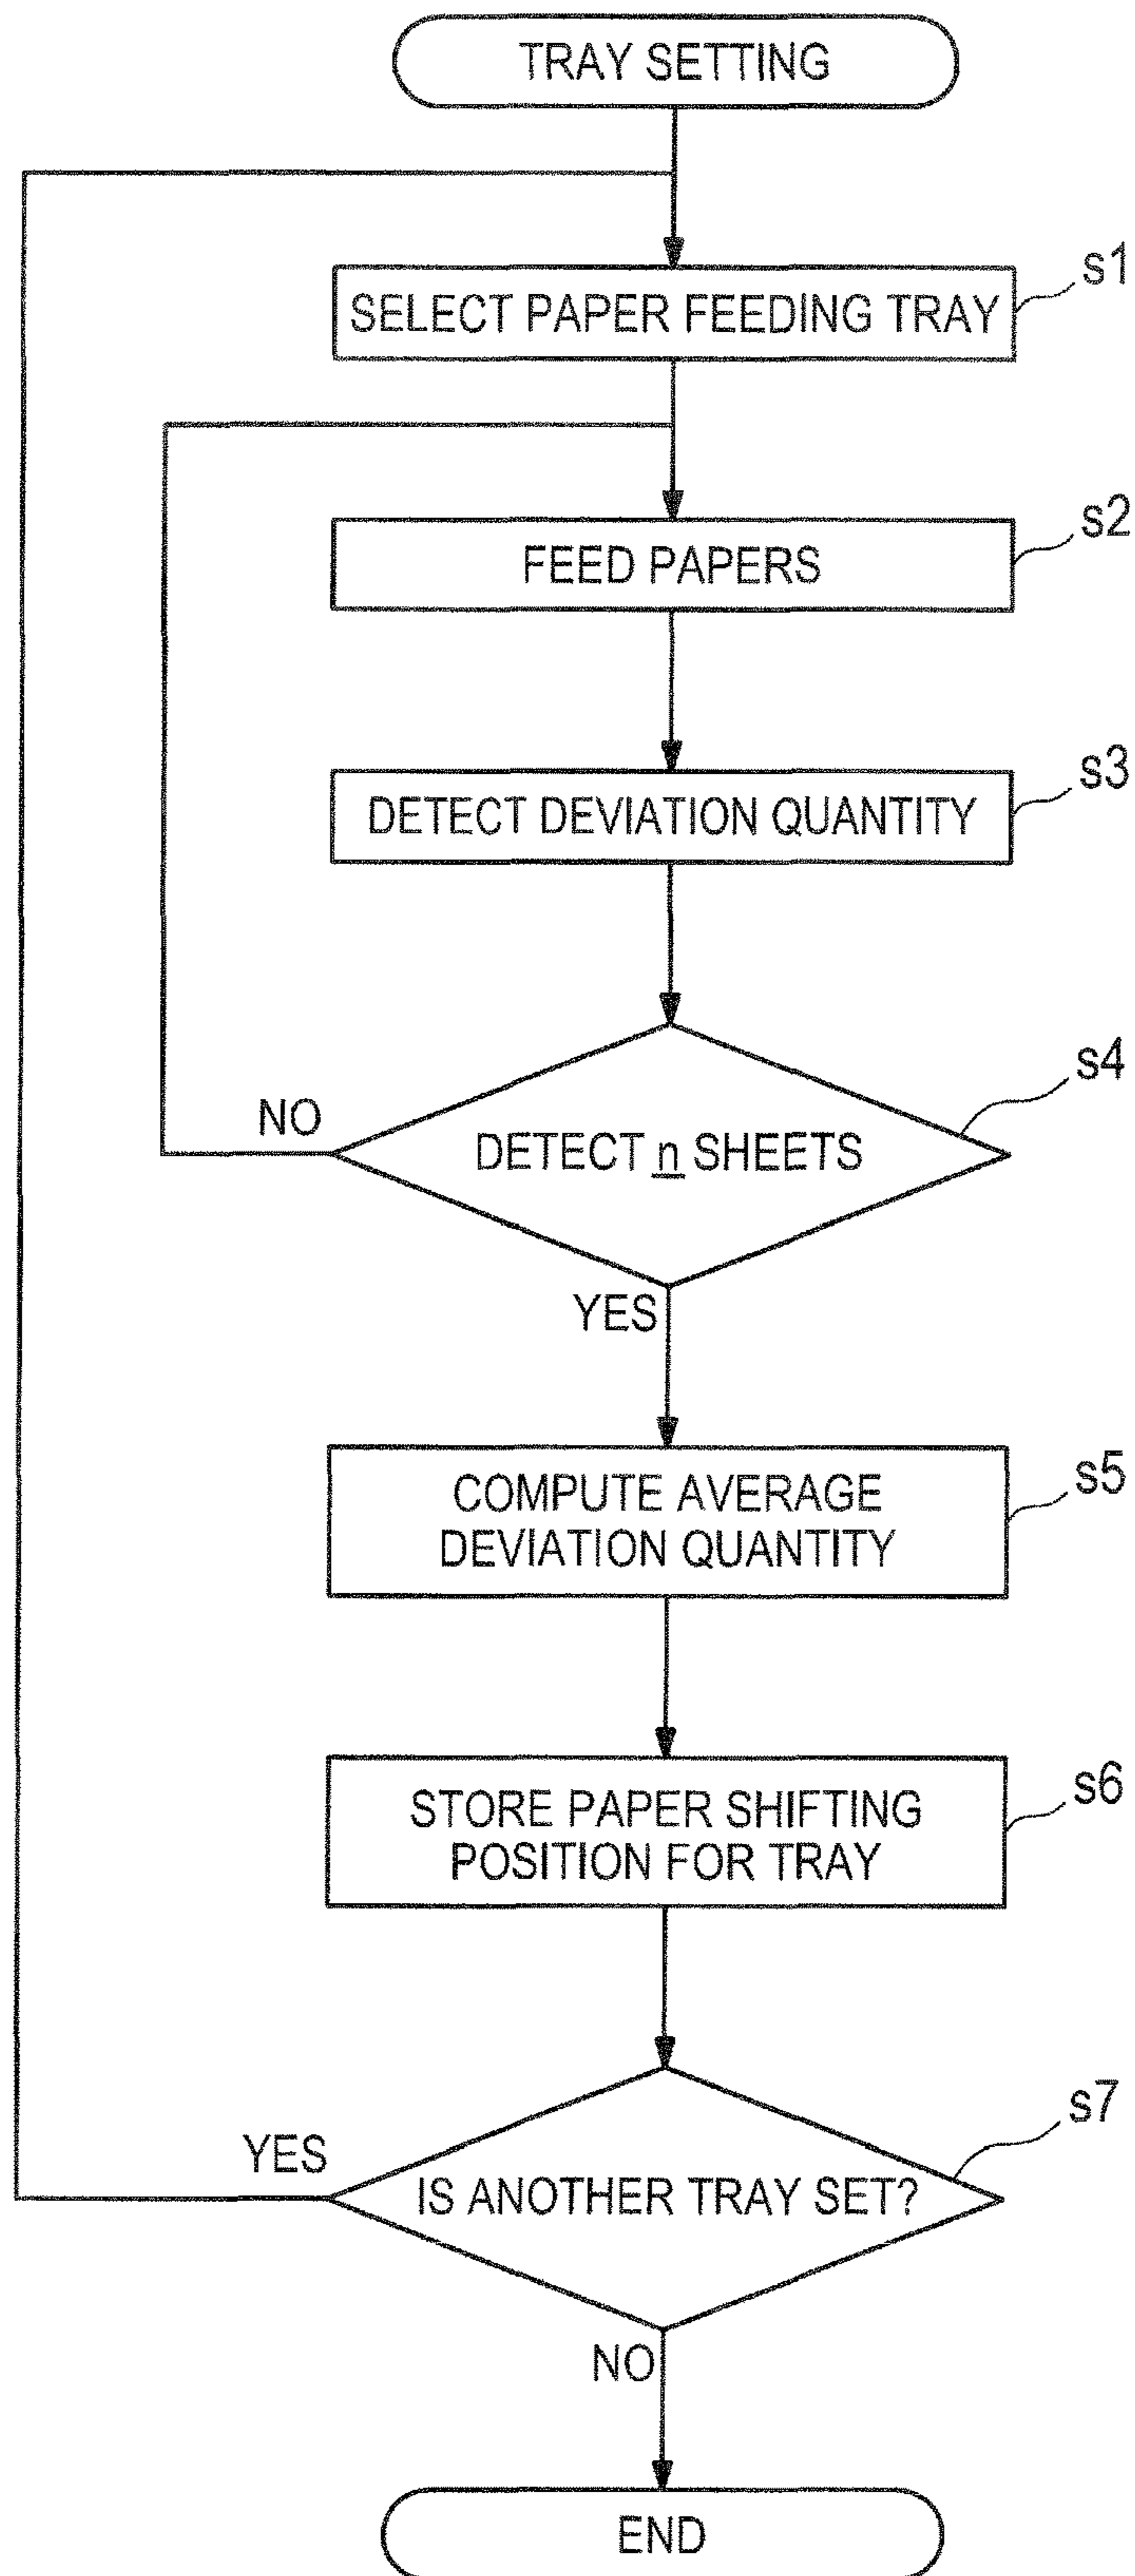 TRAY SETTING
s1
SELECT PAPER FEEDING TRAY
s2
FEED PAPERS
s3
DETECT DEVIATION QUANTITY
s4
NO
DETECT n SHEETS
YES
s5
COMPUTE AVERAGE
DEVIATION QUANTITY
s6
STORE PAPER SHIFTING
POSITION FOR TRAY
s7
YES
IS ANOTHER TRAY SET?
NO
END